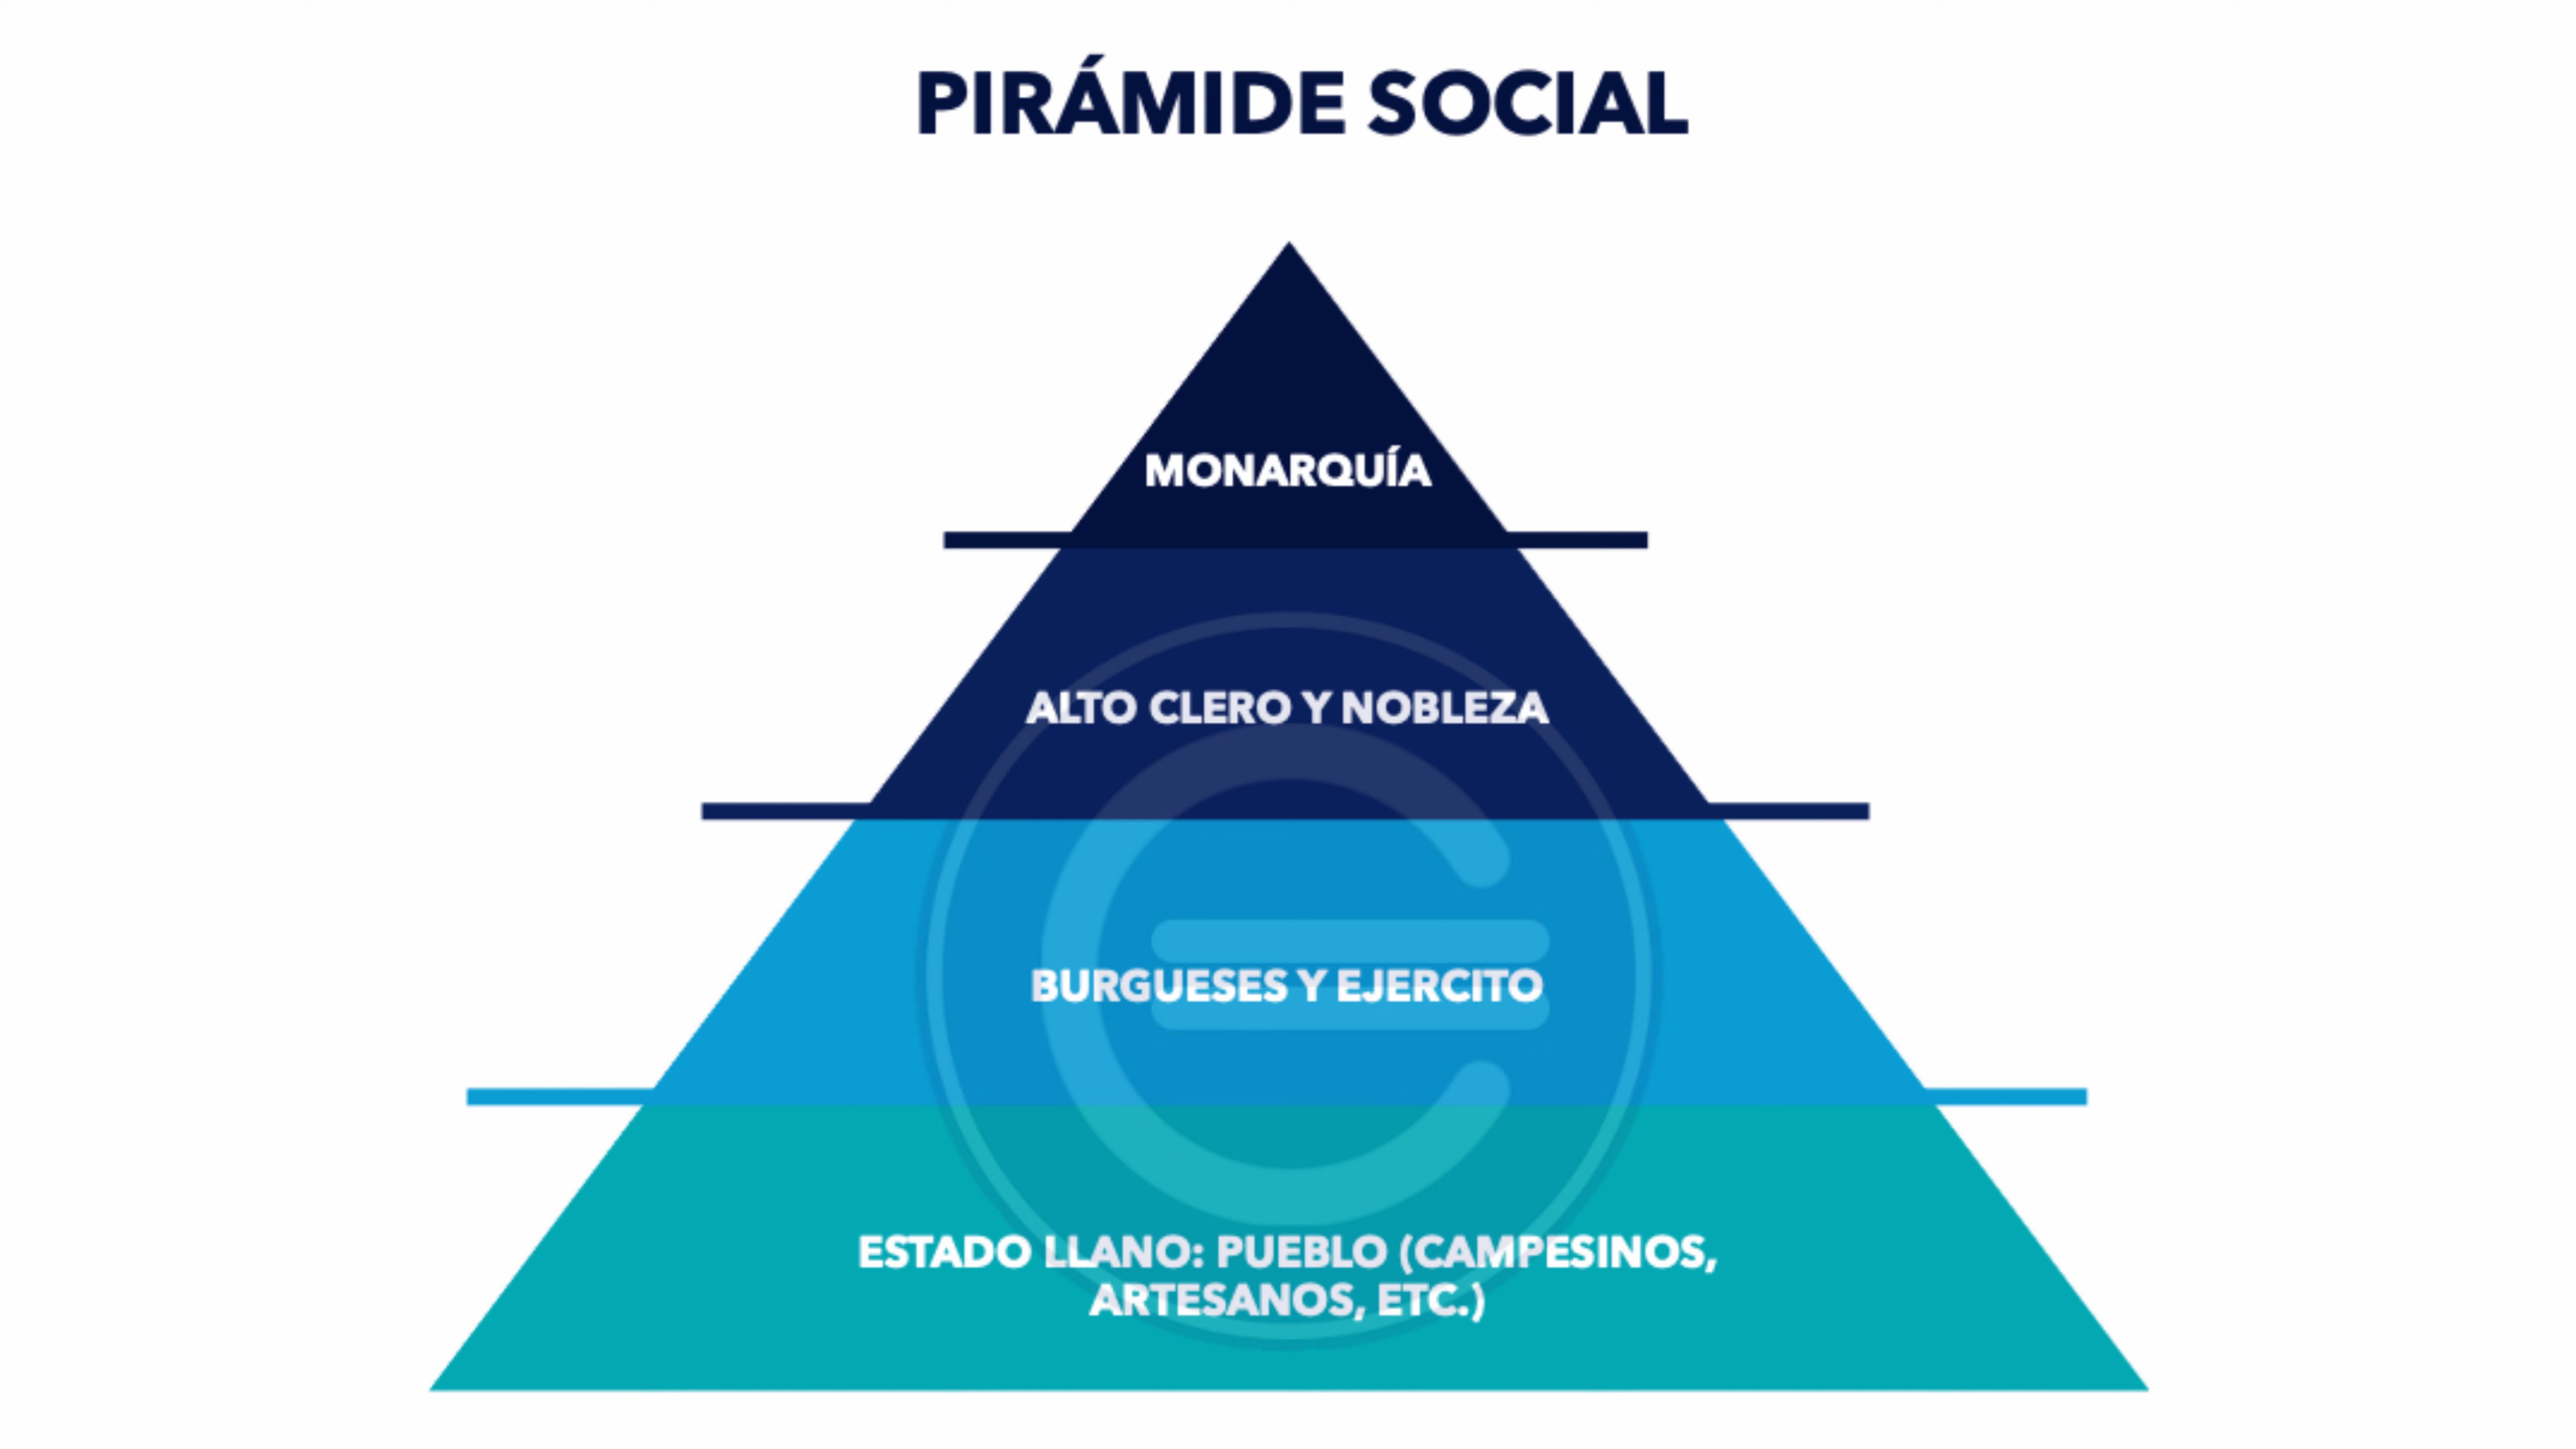 PIRÁMIDE SOCIAL
MONARQUÍA
ALTO CLERO Y NOBLEZA
BURGUESES Y EJERCITO
ESTADO LLANO: PUEBLO (CAMPESINOS,
ARTESANOS, ETC.)